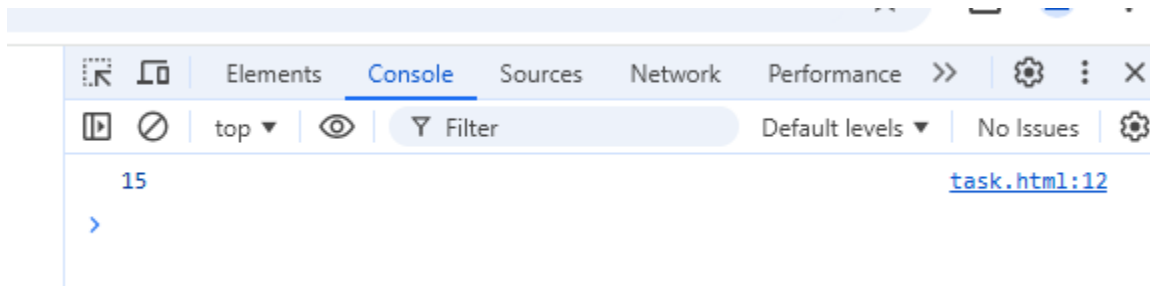 Elements Console Sources Network Performance
top Filter Default levels No Issues
15 task.html:12